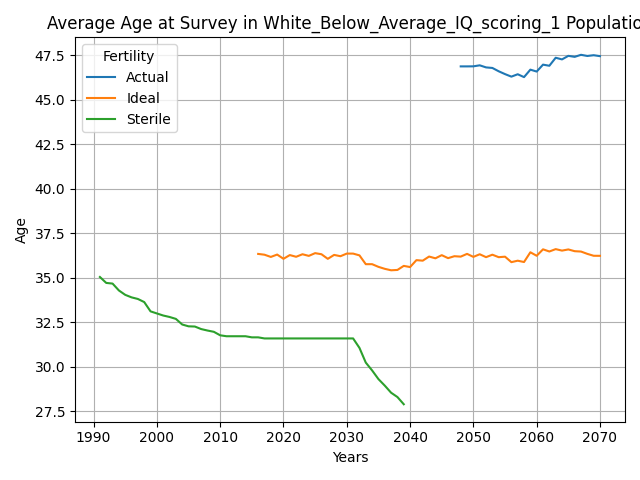 Average Age at Survey in White_Below_Average_IQ_scoring_1 Populatio
Fertility
Actual
Ideal
Sterile
Age
47.5
45.0
42.5
40.0
37.5
35.0
32.5
30.0
27.5
1990 2000 2010 2020 2030 2040 2050 2060 2070
Years